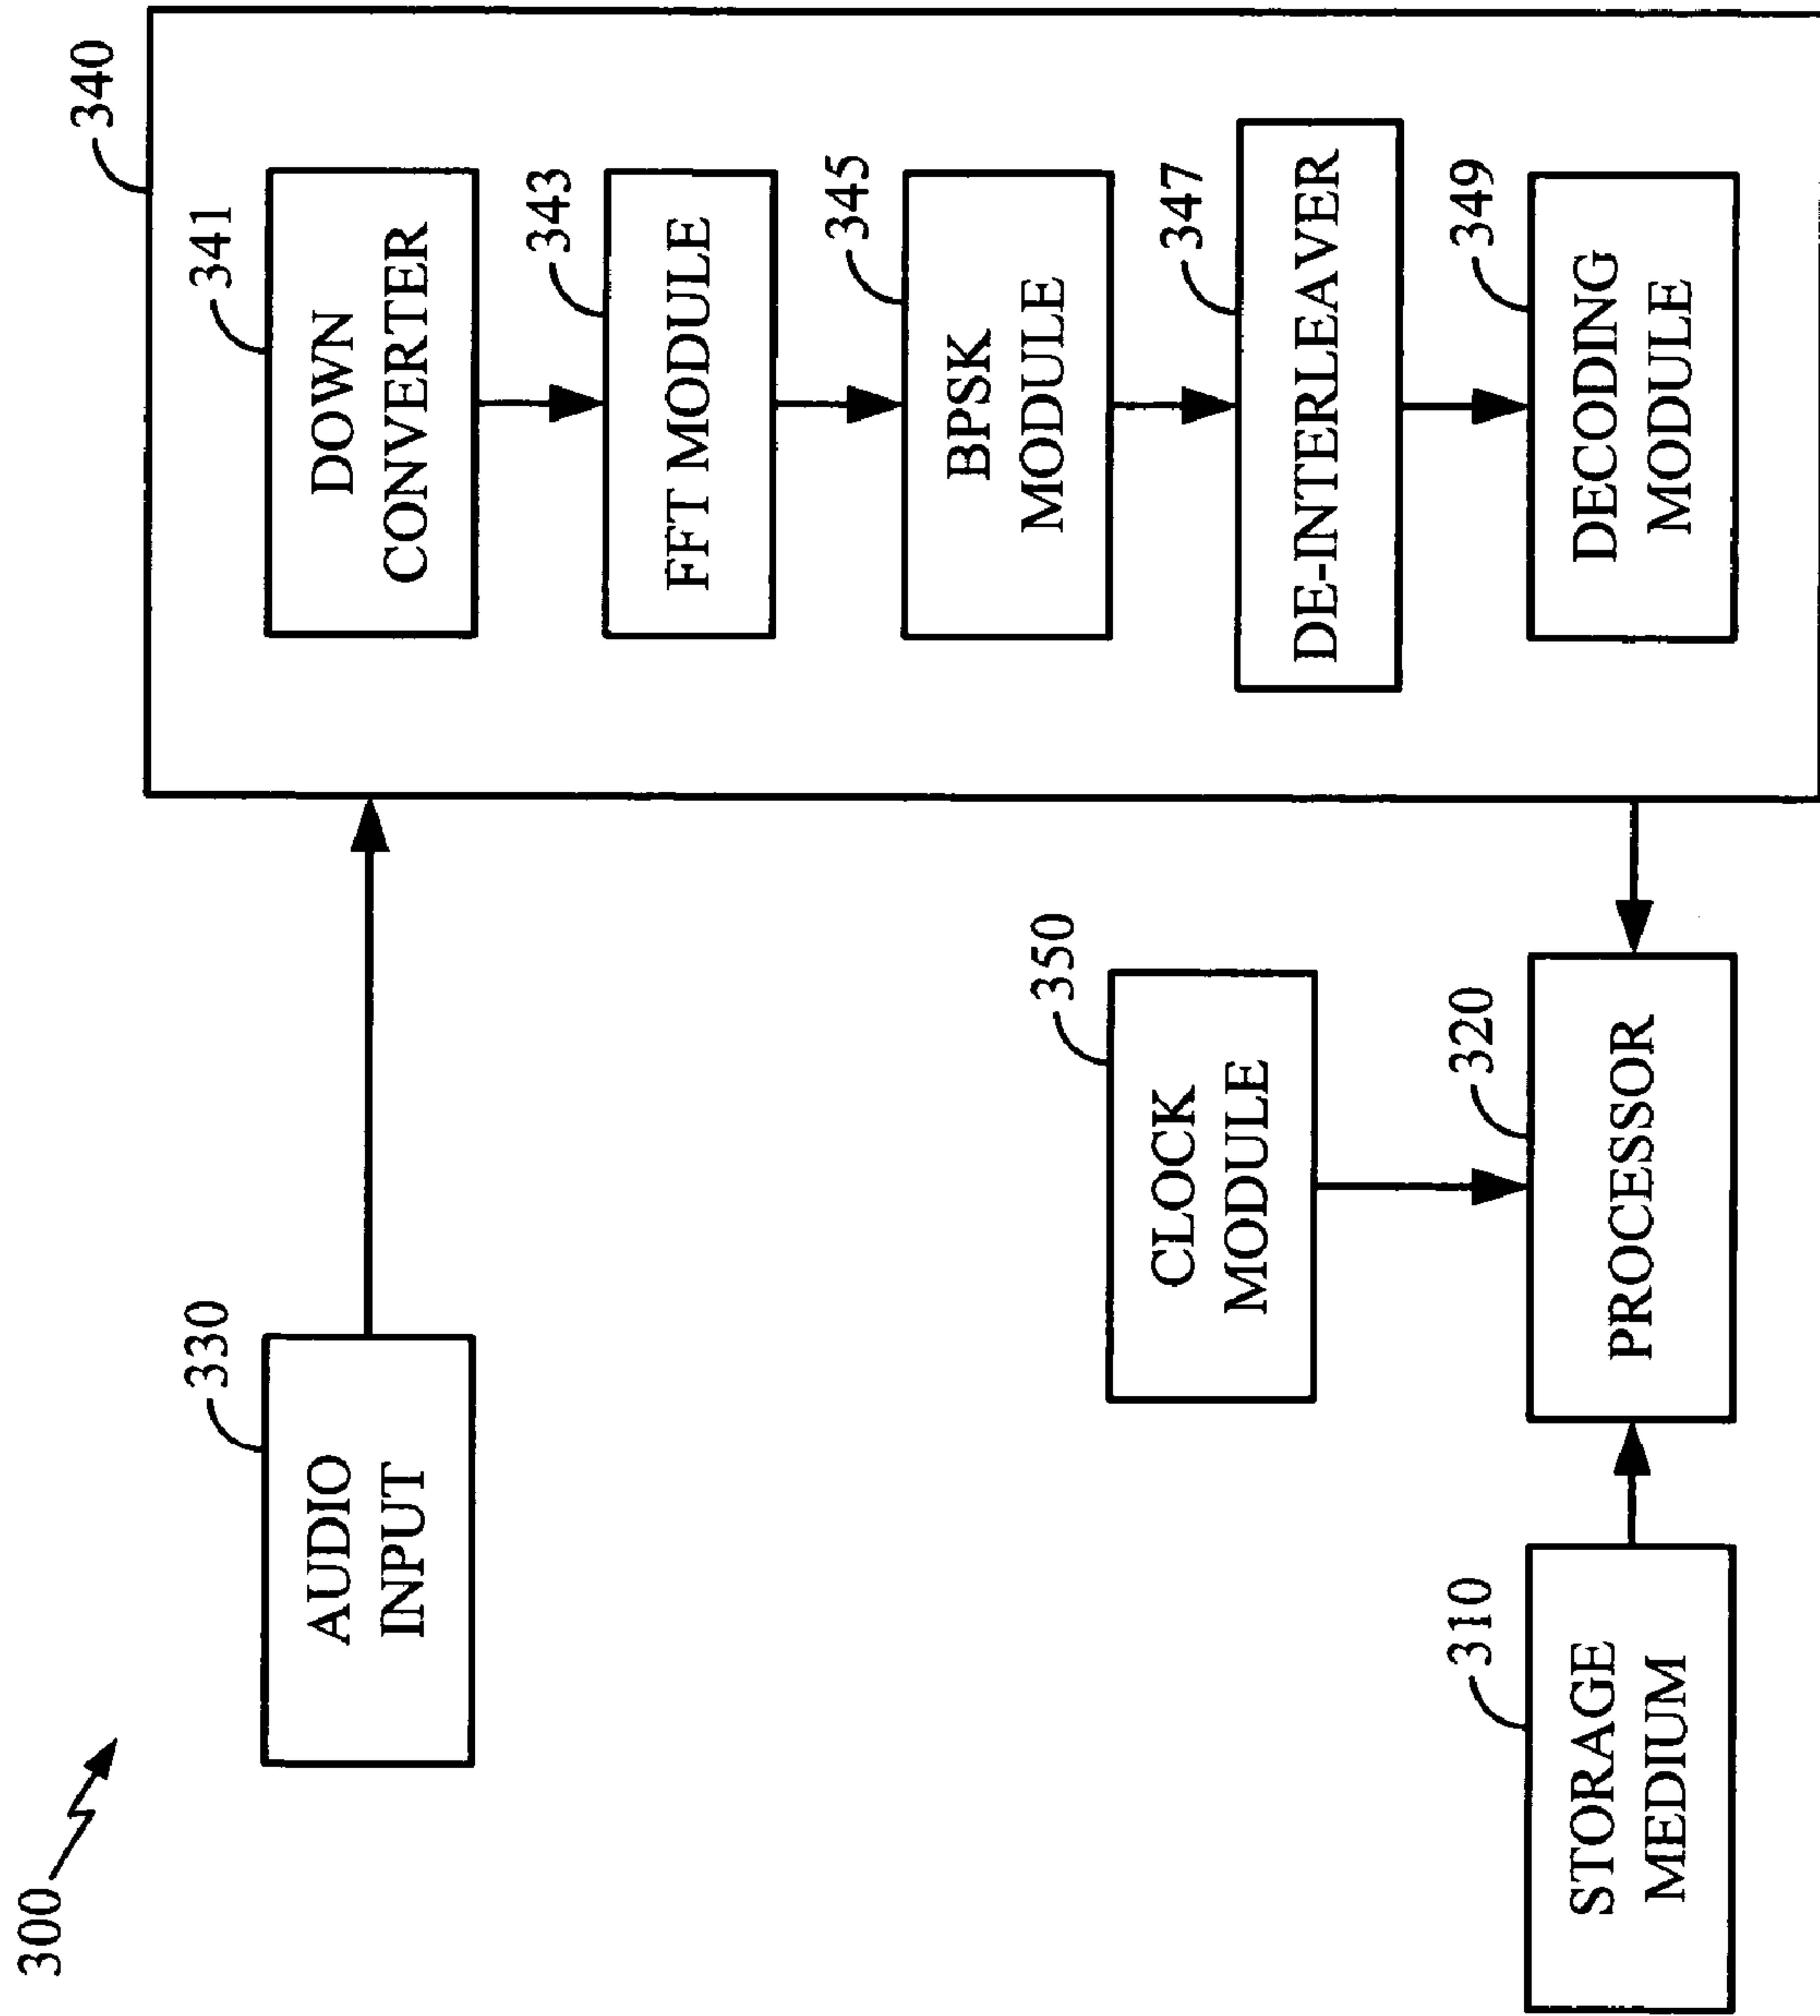 300
340
330
AUDIO
INPUT
341
DOWN
CONVERTER
343
FFT MODULE
345
BPSK
MODULE
347
DE-INTERLEAVER
349
DECODING
MODULE
350
CLOCK
MODULE
310
STORAGE
MEDIUM
320
PROCESSOR